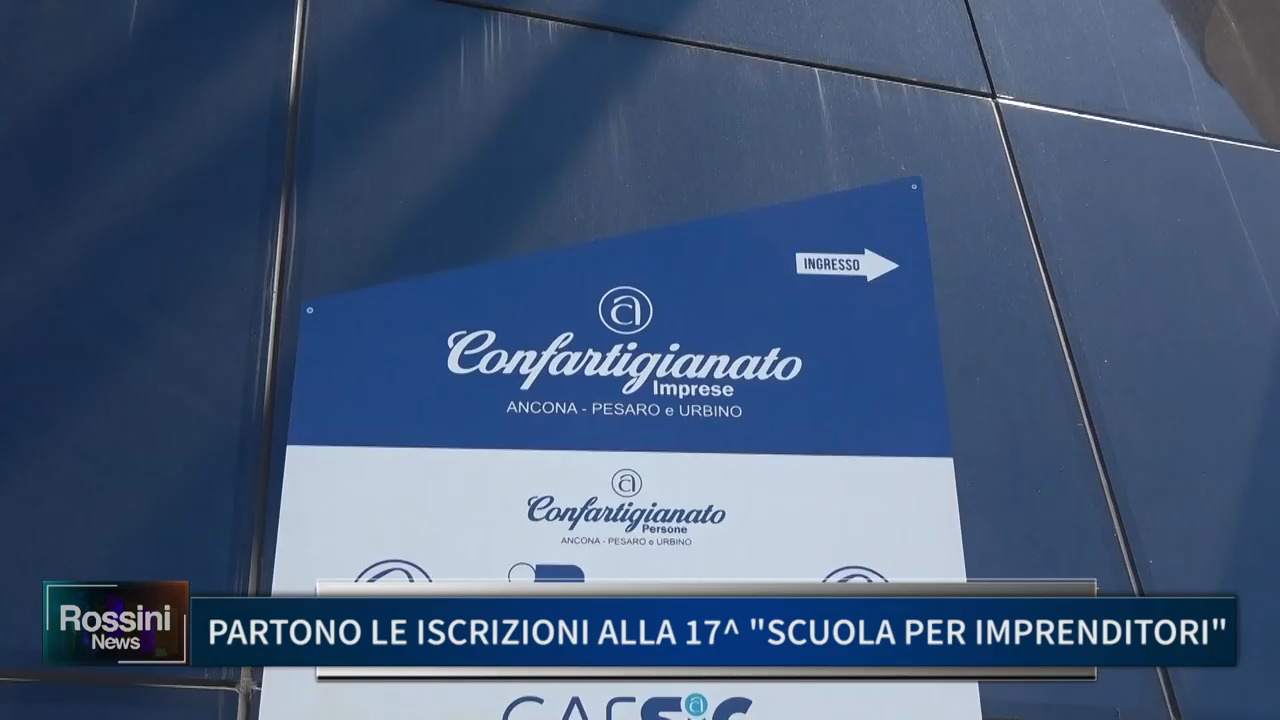 INGRESSO
a
Confartigianato
Imprese
ANCONA - PESARO e URBINO
a
Confartigianato
Persone
ANCONA - PESARO e URBINO
Rossini
News
PARTONO LE ISCRIZIONI ALLA 17^ "SCUOLA PER IMPRENDITORI"